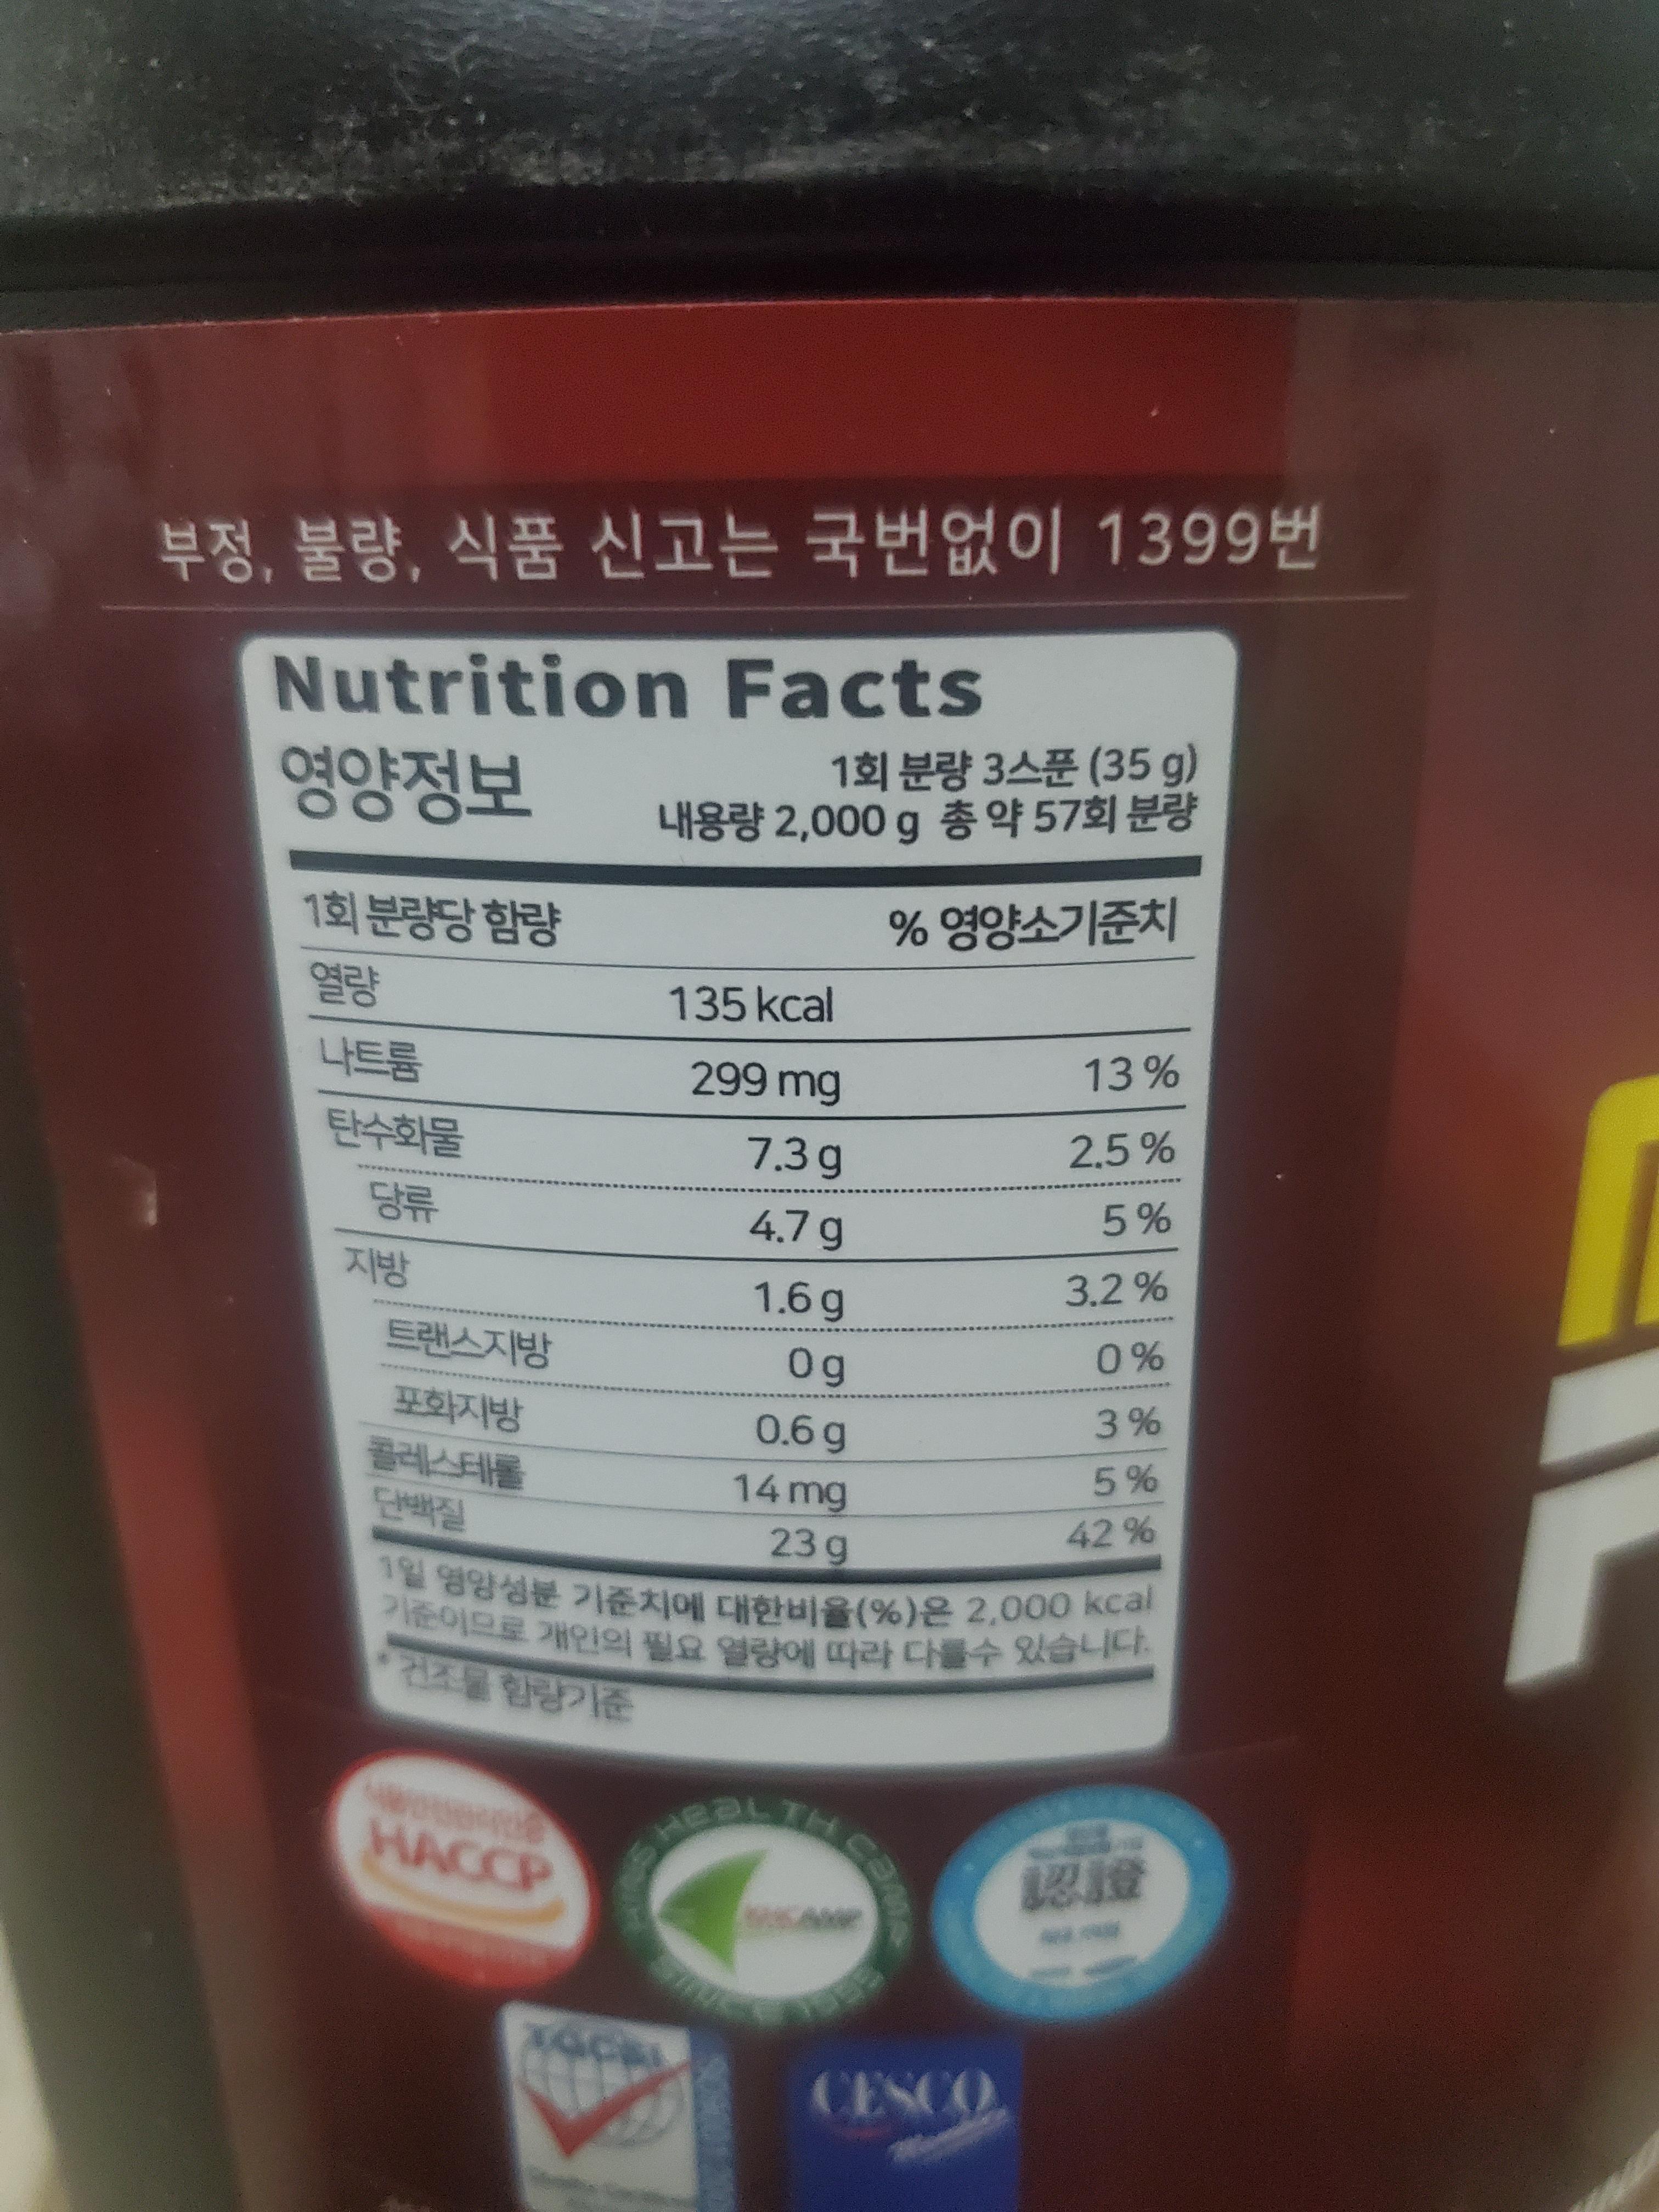 부정, 불량, 식품 신고는 국번없이 1399번
Nutrition Facts
영양정보
1회 분량 3스푼 (35 g)
내용량 2,000 g 총 약 57회 분량
1회 분량당 함량 % 영양소기준치
열량 135 kcal
나트륨 299 mg 13 %
탄수화물 7.3 g 2.5 %
당류 4.7 g 5 %
지방 1.6 g 3.2 %
트랜스지방 0 g 0 %
포화지방 0.6 g 3 %
콜레스테롤 14 mg 5 %
단백질 23 g 42 %
1일 영양성분 기준치에 대한비율(%)은 2,000 kcal
기준이므로 개인의 필요 열량에 따라 다를수 있습니다.
* 건조물 함량기준
HACCP
HEALTH CAMP
SINCE 1999
認證
CESCO